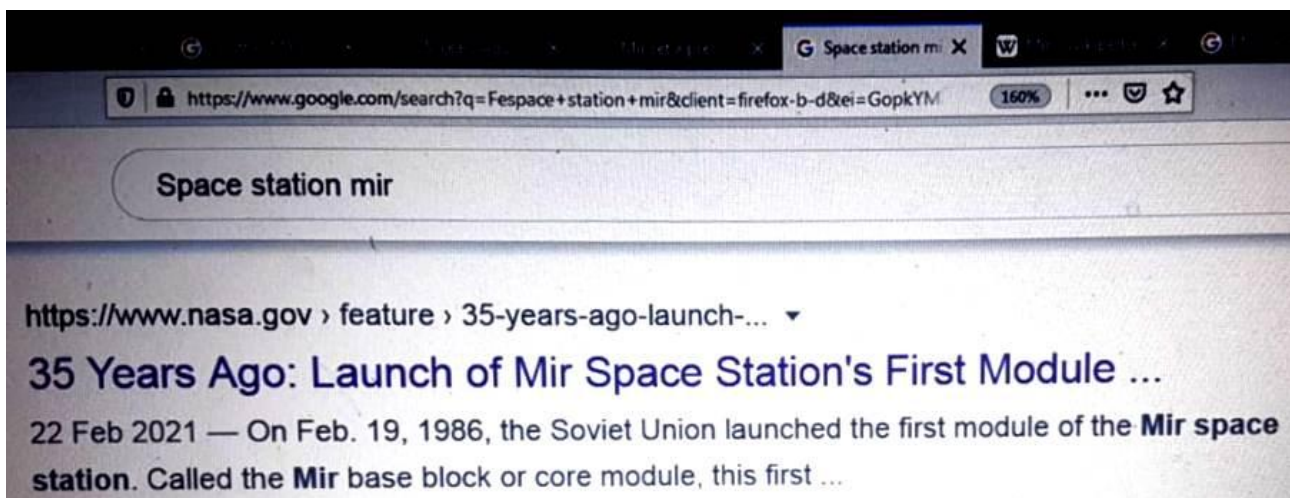 Space station mi
https://www.google.com/search?q=Fespace+station+mir&client=firefox-b-d&ei=GopkYM
160%
Space station mir
https://www.nasa.gov › feature › 35-years-ago-launch-...
35 Years Ago: Launch of Mir Space Station's First Module ...
22 Feb 2021 — On Feb. 19, 1986, the Soviet Union launched the first module of the Mir space
station. Called the Mir base block or core module, this first ...